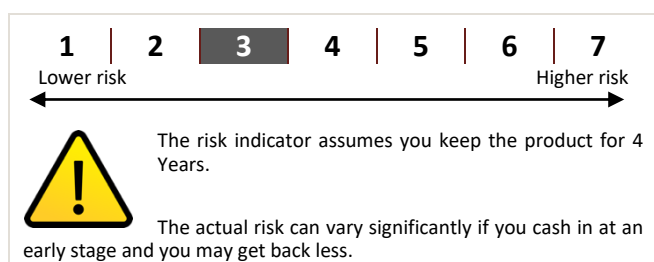 1 2 3 4 5 6 7
Lower risk Higher risk
The risk indicator assumes you keep the product for 4
Years.
The actual risk can vary significantly if you cash in at an
early stage and you may get back less.